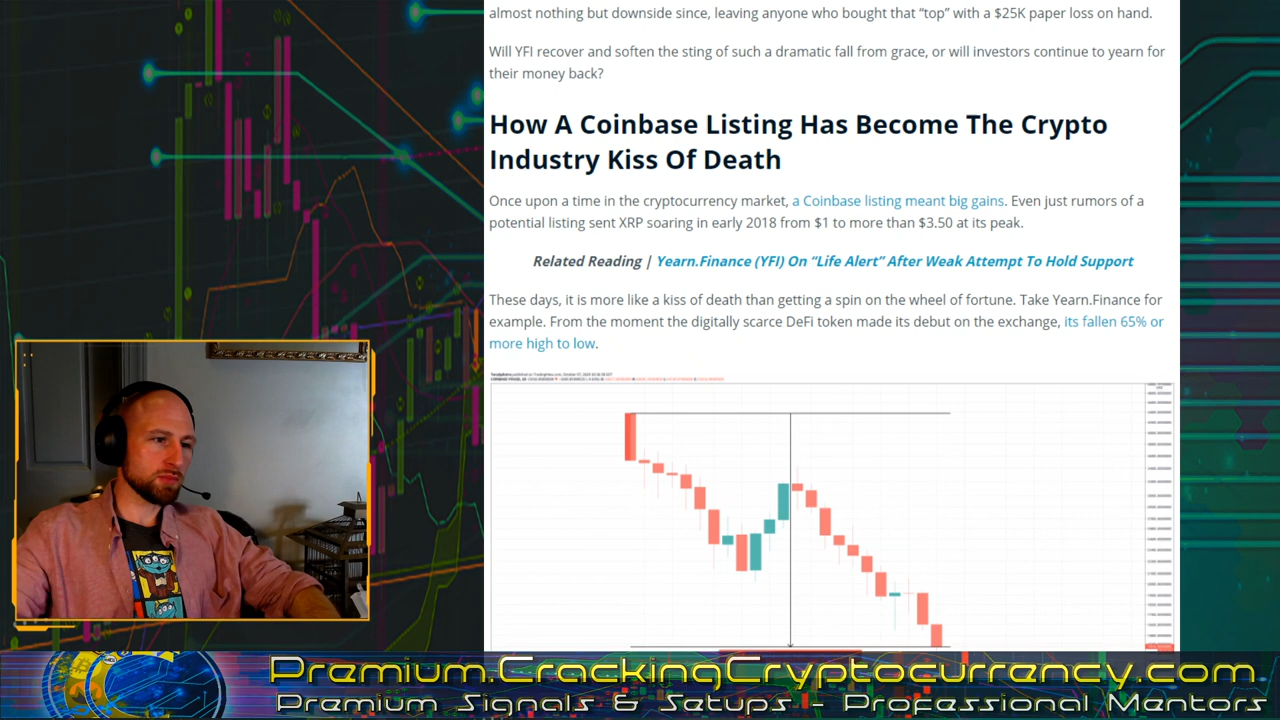 almost nothing but downside since, leaving anyone who bought that “top” with a $25K paper loss on hand.
Will YFI recover and soften the sting of such a dramatic fall from grace, or will investors continue to yearn for
their money back?
How A Coinbase Listing Has Become The Crypto
Industry Kiss Of Death
Once upon a time in the cryptocurrency market, a Coinbase listing meant big gains. Even just rumors of a
potential listing sent XRP soaring in early 2018 from $1 to more than $3.50 at its peak.
Related Reading | Yearn.Finance (YFI) On “Life Alert” After Weak Attempt To Hold Support
These days, it is more like a kiss of death than getting a spin on the wheel of fortune. Take Yearn.Finance for
example. From the moment the digitally scarce DeFi token made its debut on the exchange, its fallen 65% or
more high to low.
Premium.CrackingCryptocurrency.com
Premium Signals & Setups - Professional Mentors